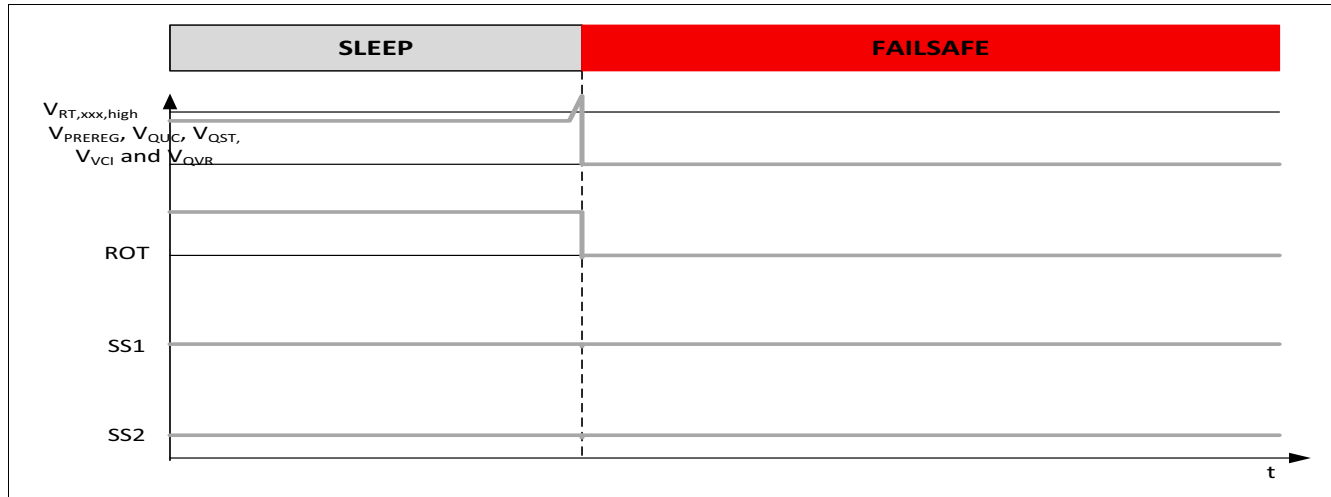 SLEEP FAILSAFE
VRT,xxx,high
VPREREG, VQUC, VQST,
VVCI and VQVR
ROT
SS1
SS2
t